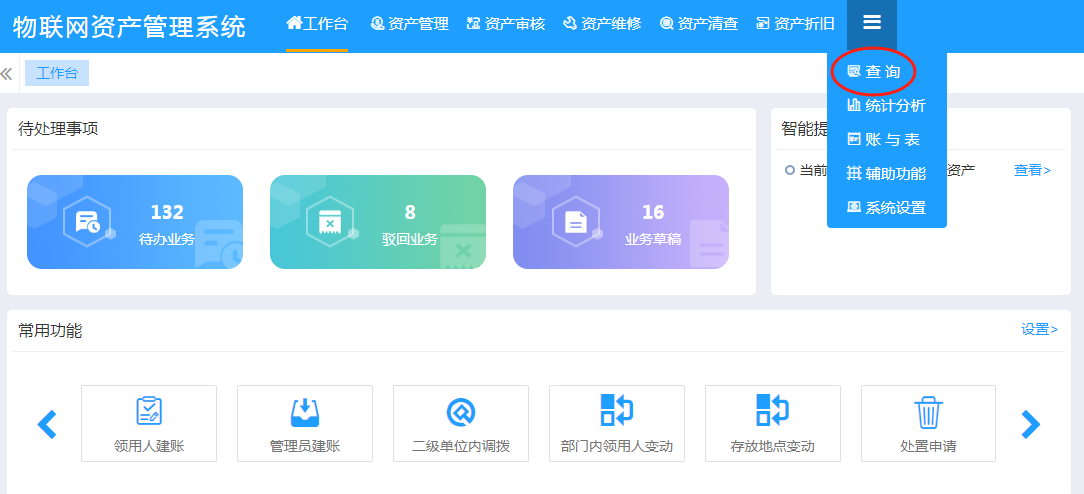 物联网资产管理系统
工作台 资产管理 资产审核 资产维修 资产清查 资产折旧
工作台
查 询
统计分析
账 与 表
辅助功能
系统设置
待处理事项
132
待办业务
8
驳回业务
16
业务草稿
智能提
当前 资产 查看>
常用功能 设置>
领用人建账 管理员建账 二级单位内调拨 部门内领用人变动 存放地点变动 处置申请